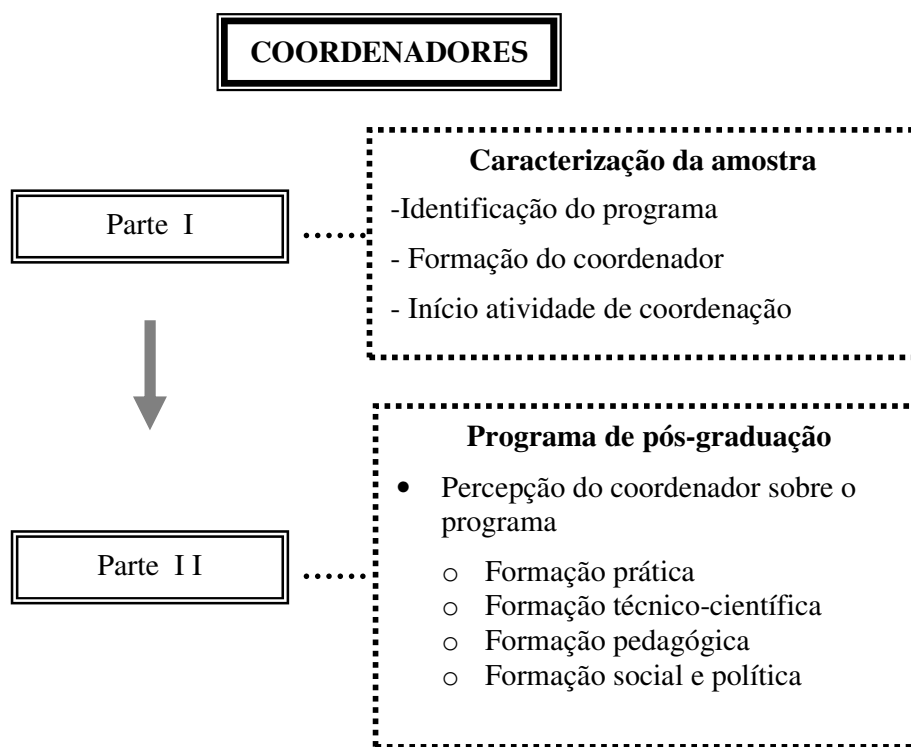 COORDENADORES
Parte I
Caracterização da amostra
-Identificação do programa
- Formação do coordenador
- Início atividade de coordenação
Parte I I
Programa de pós-graduação
• Percepção do coordenador sobre o
programa
o Formação prática
o Formação técnico-científica
o Formação pedagógica
o Formação social e política